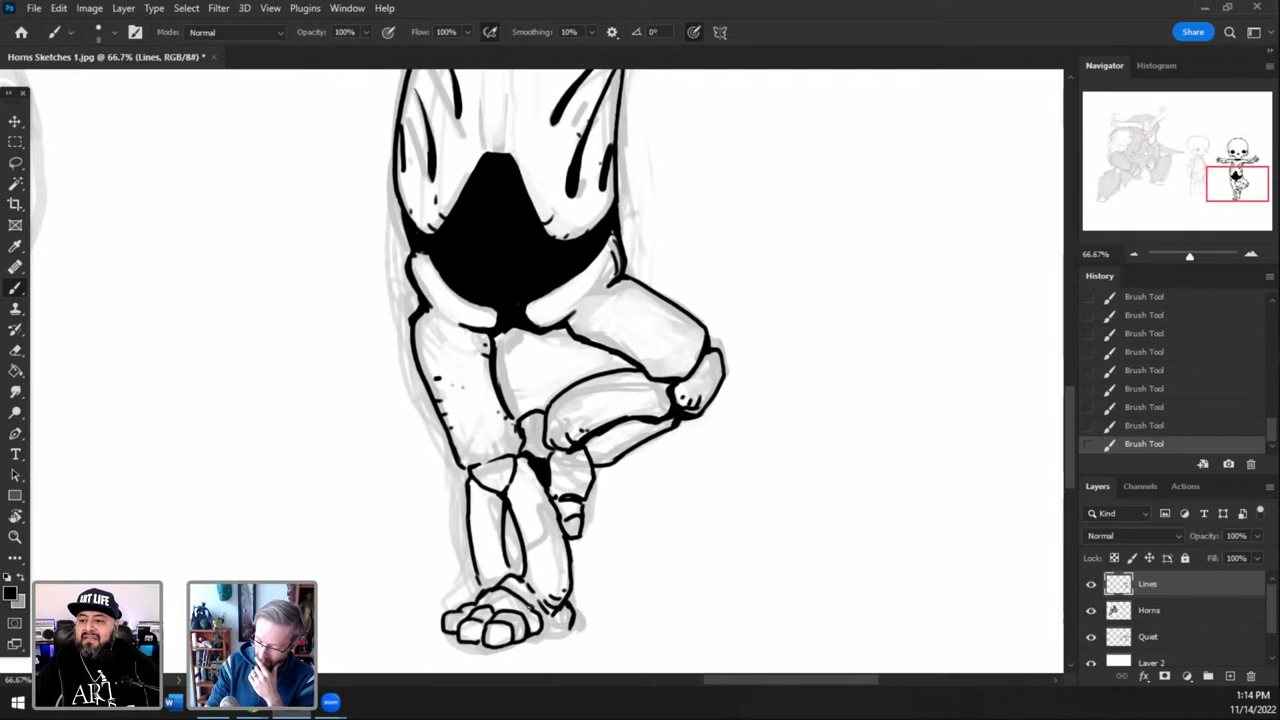 Ps File Edit Image Layer Type Select Filter 3D View Plugins Window Help
8 Mode: Normal Opacity: 100% Flow: 100% Smoothing: 10% 0° Share
Horns Sketches 1.jpg @ 66.7% (Lines, RGB/8#) *
Navigator Histogram
66.67%
History
Brush Tool
Brush Tool
Brush Tool
Brush Tool
Brush Tool
Brush Tool
Brush Tool
Brush Tool
Brush Tool
Layers Channels Actions
Kind
Normal Opacity: 100%
Lock: Fill: 100%
Lines
Horns
Quiet
Layer 2
ART LIFE
ART
66.67%
W
zoom
1:14 PM
11/14/2022